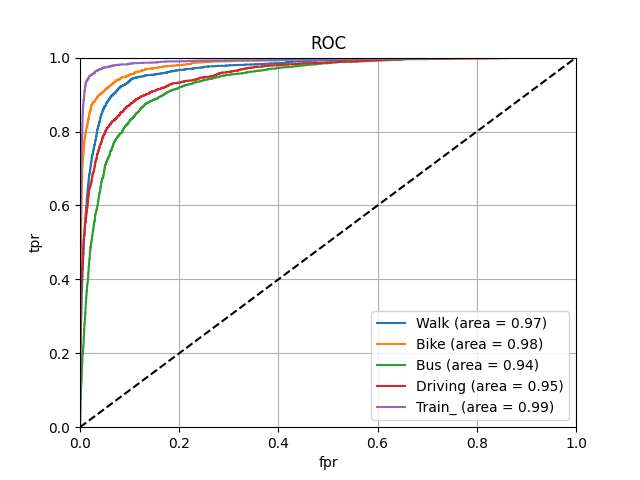 ROC
1.0
0.8
0.6
0.4
0.2
0.0
tpr
0.0 0.2 0.4 0.6 0.8 1.0
fpr
Walk (area = 0.97)
Bike (area = 0.98)
Bus (area = 0.94)
Driving (area = 0.95)
Train_ (area = 0.99)